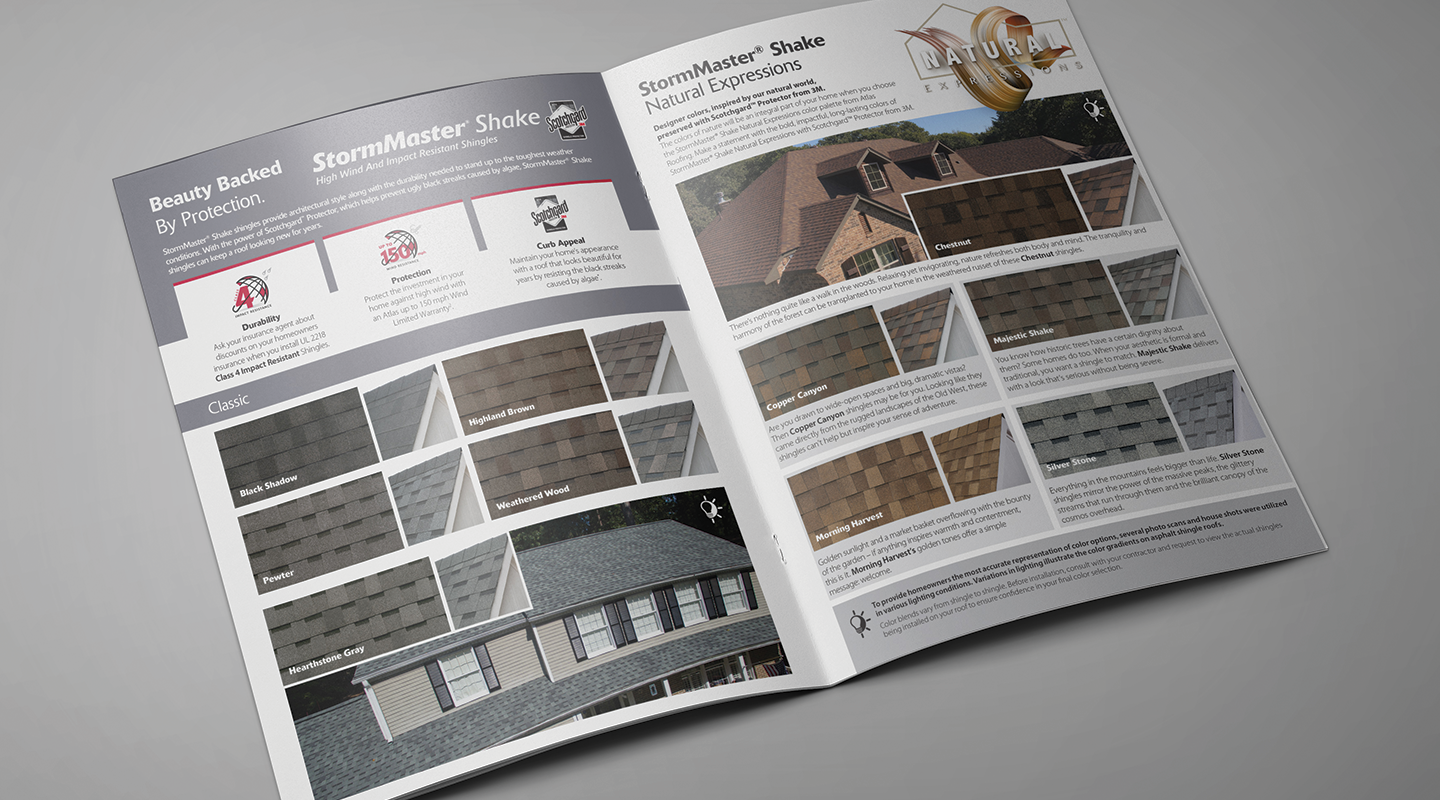 Beauty Backed
By Protection.
StormMaster® Shake
High Wind And Impact Resistant Shingles
Scotchgard
StormMaster® Shake shingles provide architectural style along with the durability needed to stand up to the toughest weather
conditions. With the power of Scotchgard™ Protector, which helps prevent ugly black streaks caused by algae, StormMaster® Shake
shingles can keep a roof looking new for years.
4
IMPACT RESISTANCE
Durability
Ask your insurance agent about
discounts on your homeowners
insurance when you install UL 2218
Class 4 Impact Resistant Shingles.
UP TO
150 mph
WIND RESISTANCE
Protection
Protect the investment in your
home against high wind with
an Atlas up to 150 mph Wind
Limited Warranty
Scotchgard
Curb Appeal
Maintain your home's appearance
with a roof that looks beautiful for
years by resisting the black streaks
caused by algae
Classic
Black Shadow
Highland Brown
Pewter
Weathered Wood
Hearthstone Gray
StormMaster® Shake
Natural Expressions
NATURAL
EXPRESSIONS
Designer colors, inspired by our natural world,
preserved with Scotchgard™ Protector from 3M.
The colors of nature will be an integral part of your home when you choose
the StormMaster® Shake Natural Expressions color palette from Atlas
Roofing. Make a statement with the bold, impactful, long-lasting colors of
StormMaster® Shake Natural Expressions with Scotchgard™ Protector from 3M.
Chestnut
There's nothing quite like a walk in the woods. Relaxing yet invigorating, nature refreshes both body and mind. The tranquility and
harmony of the forest can be transplanted to your home in the weathered russet of these Chestnut shingles.
Copper Canyon
Are you drawn to wide-open spaces and big, dramatic vistas?
Then Copper Canyon shingles may be for you. Looking like they
came directly from the rugged landscapes of the Old West, these
shingles can't help but inspire your sense of adventure.
Majestic Shake
You know how historic trees have a certain dignity about
them? Some homes do too. When your aesthetic is formal and
traditional, you want a shingle to match. Majestic Shake delivers
with a look that's serious without being severe.
Morning Harvest
Golden sunlight and a market basket overflowing with the bounty
of the garden – if anything inspires warmth and contentment,
this is it. Morning Harvest's golden tones offer a simple
message: welcome.
Silver Stone
Everything in the mountains feels bigger than life. Silver Stone
shingles mirror the power of the massive peaks, the glittery
streams that run through them and the brilliant canopy of the
cosmos overhead.
To provide homeowners the most accurate representation of color options, several photo scans and house shots were utilized
in various lighting conditions. Variations in lighting illustrate the color gradients on asphalt shingle roofs.
Color blends vary from shingle to shingle. Before installation, consult with your contractor and request to view the actual shingles
being installed on your roof to ensure confidence in your final color selection.